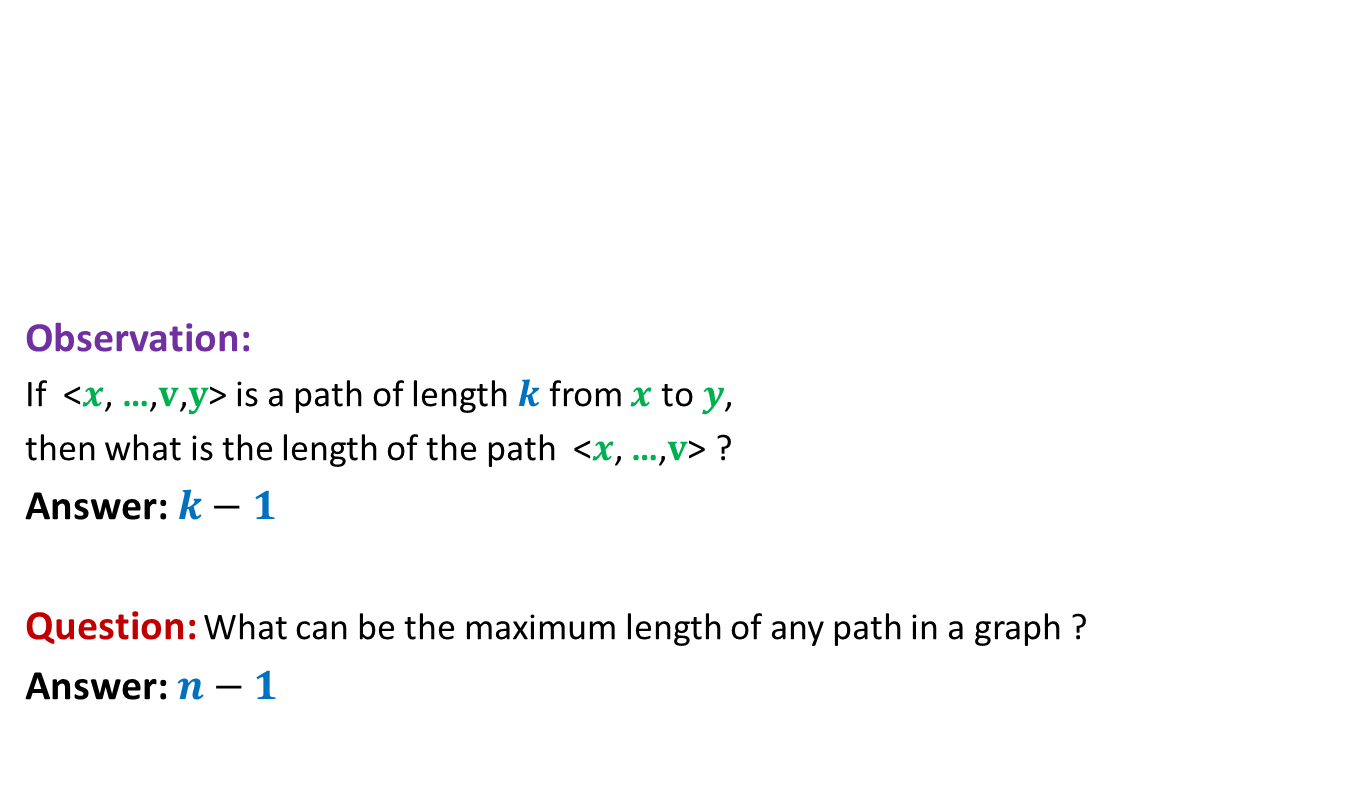 Observation:
If <x, …,v,y> is a path of length k from x to y,
then what is the length of the path <x, …,v> ?
Answer: k − 1
Question: What can be the maximum length of any path in a graph ?
Answer: n − 1